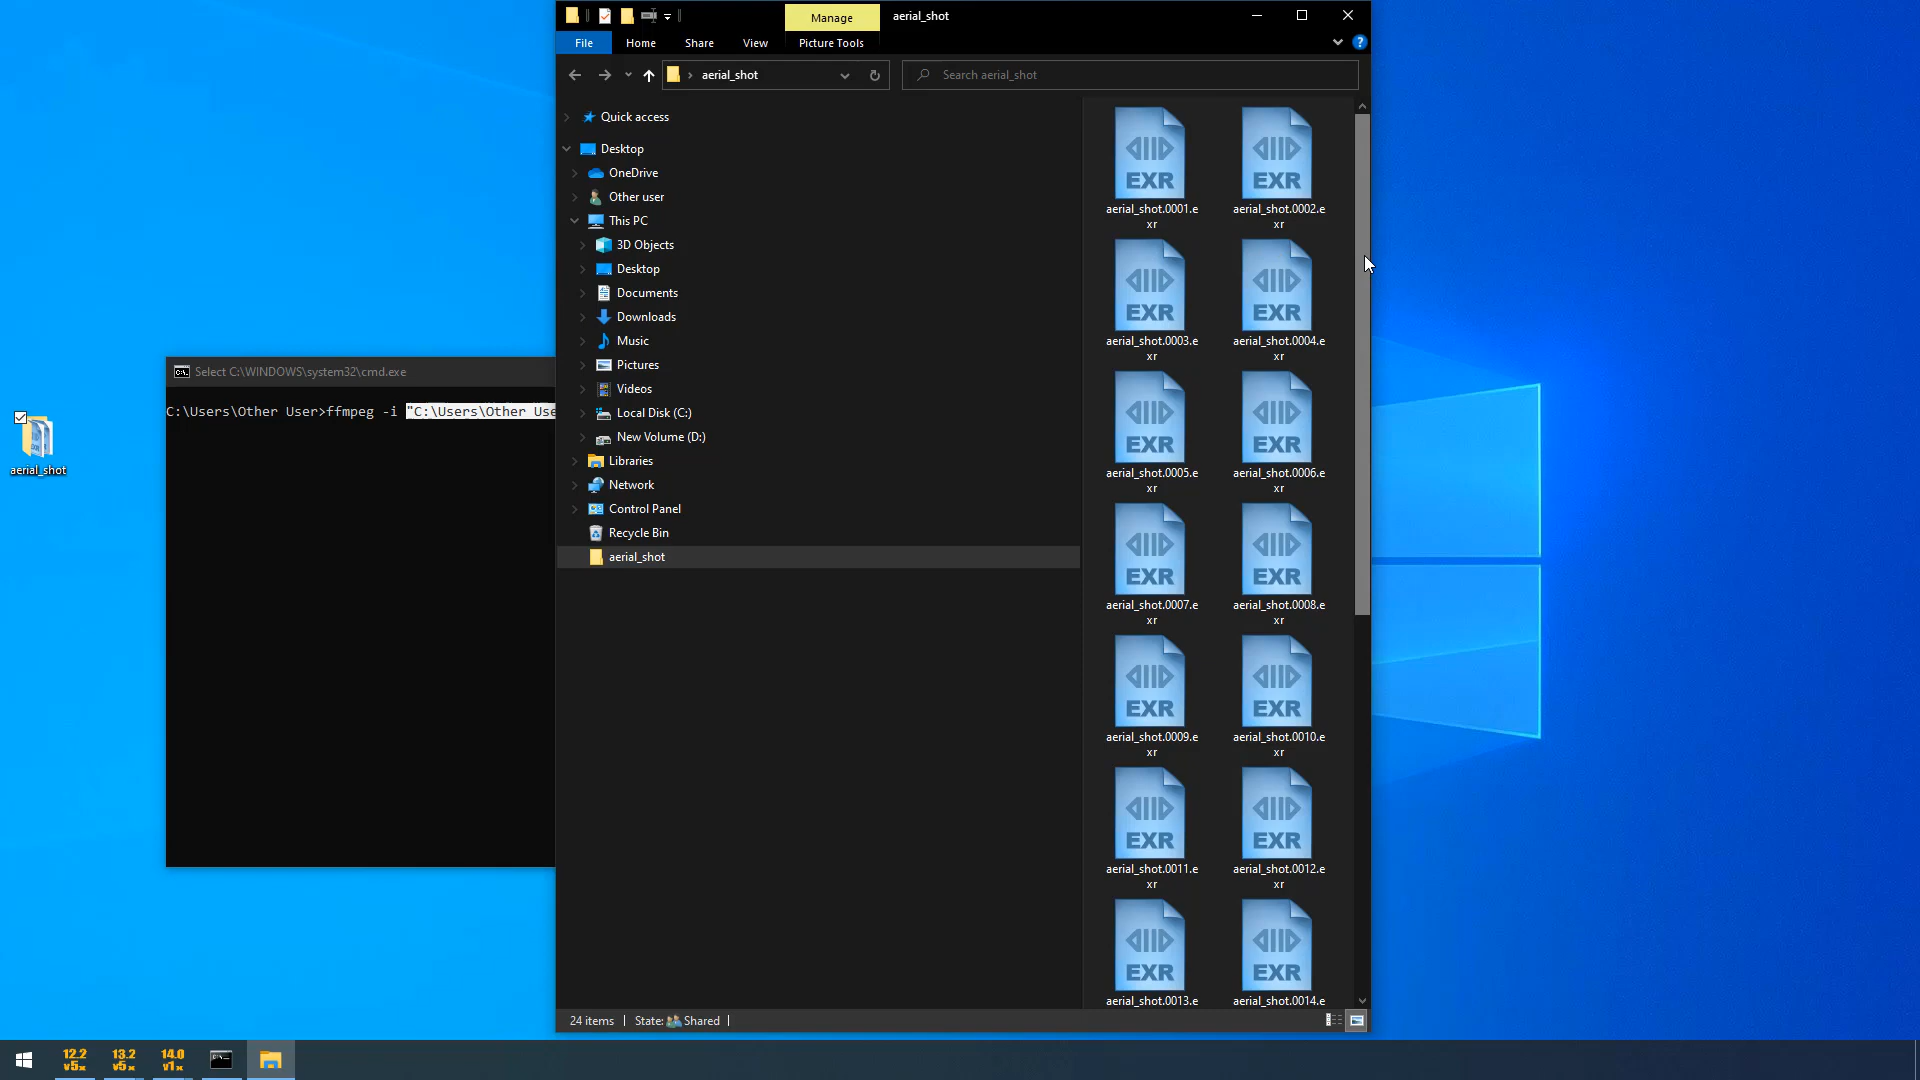 Manage
aerial_shot
File
Home
Share
View
Picture Tools
aerial_shot
Search aerial_shot
Quick access
Desktop
OneDrive
Other user
This PC
3D Objects
Desktop
Documents
Downloads
Music
Pictures
Videos
Local Disk (C:)
New Volume (D:)
Libraries
Network
Control Panel
Recycle Bin
aerial_shot
EXR
EXR
aerial_shot.0001.e
xr
aerial_shot.0002.e
xr
EXR
EXR
aerial_shot.0003.e
xr
aerial_shot.0004.e
xr
EXR
EXR
aerial_shot.0005.e
xr
aerial_shot.0006.e
xr
EXR
EXR
aerial_shot.0007.e
xr
aerial_shot.0008.e
xr
EXR
EXR
aerial_shot.0009.e
xr
aerial_shot.0010.e
xr
EXR
EXR
aerial_shot.0011.e
xr
aerial_shot.0012.e
xr
EXR
EXR
aerial_shot.0013.e
aerial_shot.0014.e
24 items
State: Shared
Select C:\WINDOWS\system32\cmd.exe
C:\Users\Other User>ffmpeg -i "C:\Users\Other Use
aerial_shot
12.2
v5x
13.2
v5x
14.0
v1x